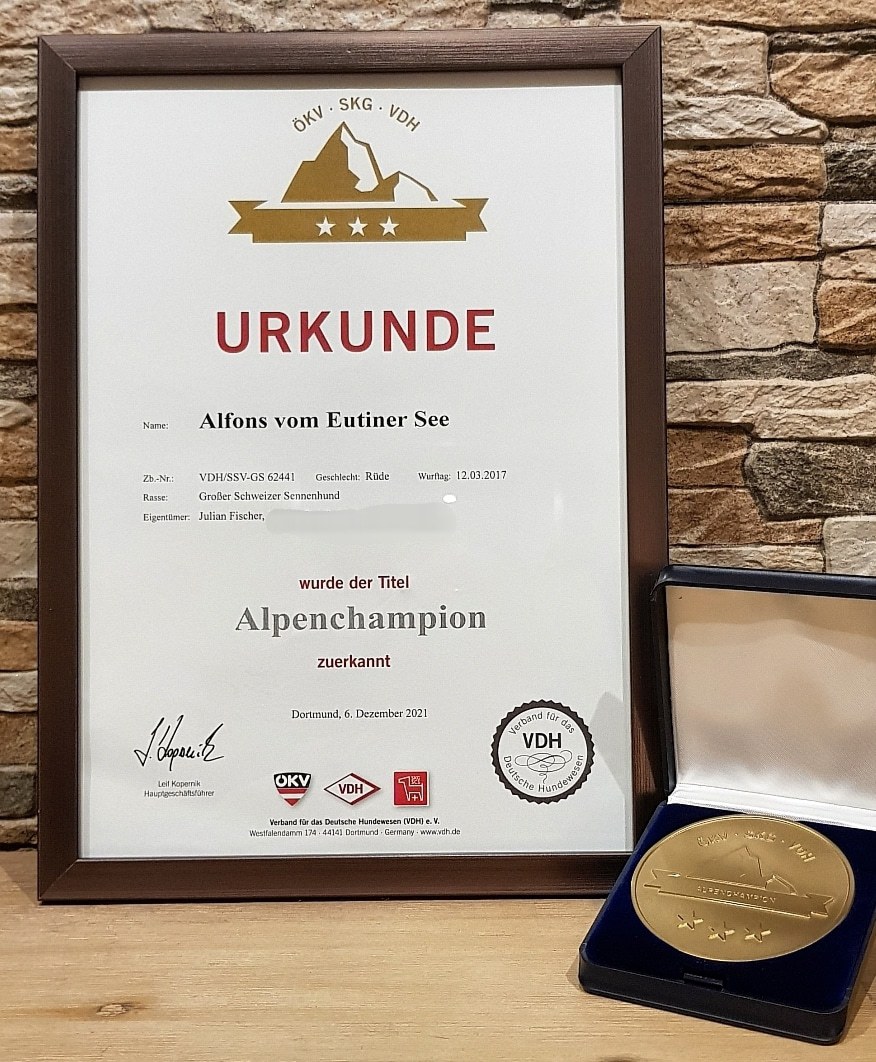 ÖKV · SKG · VDH
URKUNDE
Name: Alfons vom Eutiner See
Zb.-Nr.: VDH/SSV-GS 62441 Geschlecht: Rüde Wurftag: 12.03.2017
Rasse: Großer Schweizer Sennenhund
Eigentümer: Julian Fischer,
wurde der Titel
Alpenchampion
zuerkannt
Dortmund, 6. Dezember 2021
Leif Kopernik
Hauptgeschäftsführer
Verband für das
VDH
Deutsche Hundewesen
ÖKV
VDH
Verband für das Deutsche Hundewesen (VDH) e. V.
Westfalendamm 174 · 44141 Dortmund · Germany · www.vdh.de
VDH
ALPENCHAMPION